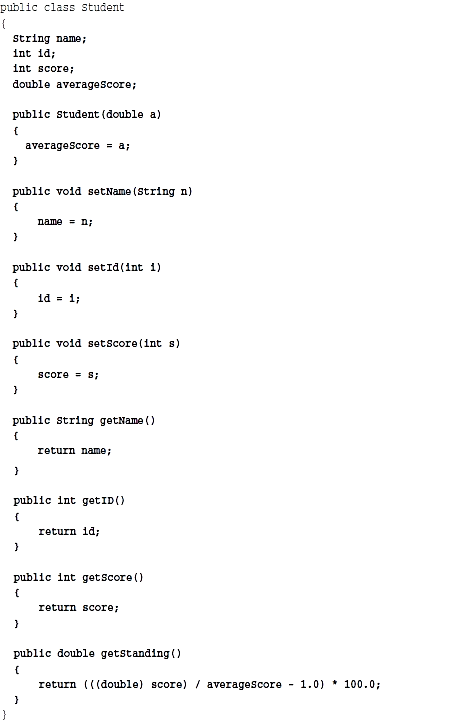 public class Student
{
String name;
int id;
int score;
double averageScore;
public Student(double a)
{
averageScore = a;
}
public void setName(String n)
{
name = n;
}
public void setId(int i)
{
id = i;
}
public void setScore(int s)
{
score = s;
}
public String getName()
{
return name;
}
public int getID()
{
return id;
}
public int getScore()
{
return score;
}
public double getStanding()
{
return (((double) score) / averageScore - 1.0) * 100.0;
}
}